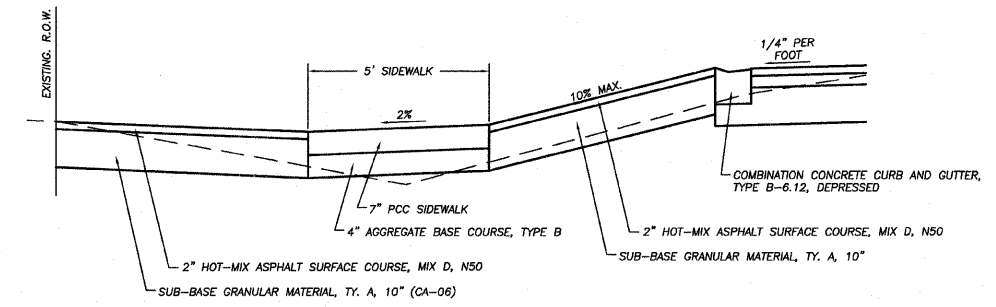 EXISTING. R.O.W.
5' SIDEWALK
2%
10% MAX.
1/4" PER
FOOT
COMBINATION CONCRETE CURB AND GUTTER,
TYPE B-6.12, DEPRESSED
7" PCC SIDEWALK
4" AGGREGATE BASE COURSE, TYPE B
2" HOT-MIX ASPHALT SURFACE COURSE, MIX D, N50
SUB-BASE GRANULAR MATERIAL, TY. A, 10"
2" HOT-MIX ASPHALT SURFACE COURSE, MIX D, N50
SUB-BASE GRANULAR MATERIAL, TY. A, 10" (CA-06)